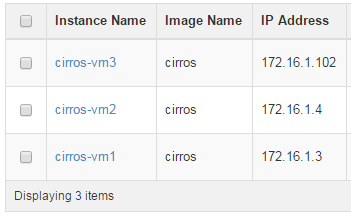 Instance Name Image Name IP Address
cirros-vm3 cirros 172.16.1.102
cirros-vm2 cirros 172.16.1.4
cirros-vm1 cirros 172.16.1.3
Displaying 3 items